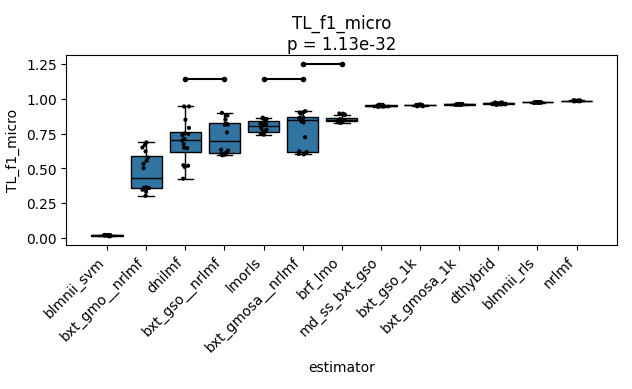 TL_f1_micro
p = 1.13e-32
TL_f1_micro
1.25
1.00
0.75
0.50
0.25
0.00
blmnii_svm
bxt_gmo__nrlmf
dnilmf
bxt_gso__nrlmf
lmorls
bxt_gmosa__nrlmf
brf_lmo
md_ss_bxt_gso
bxt_gso_1k
bxt_gmosa_1k
dthybrid
blmnii_rls
nrlmf
estimator